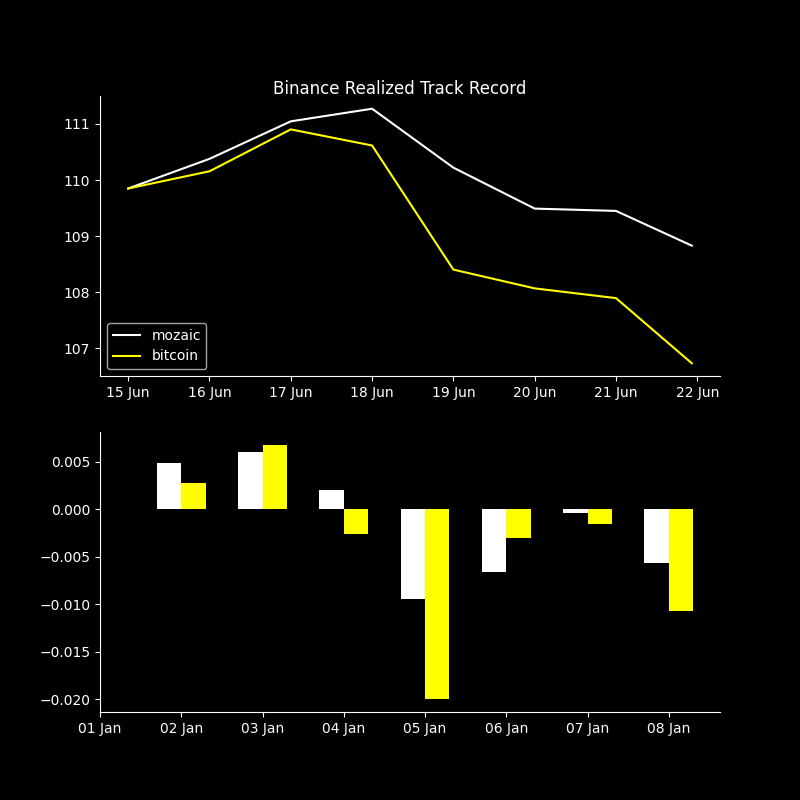 Binance Realized Track Record
111
110
109
108
107
mozaic
bitcoin
15 Jun 16 Jun 17 Jun 18 Jun 19 Jun 20 Jun 21 Jun 22 Jun
0.005
0.000
−0.005
−0.010
−0.015
−0.020
01 Jan 02 Jan 03 Jan 04 Jan 05 Jan 06 Jan 07 Jan 08 Jan